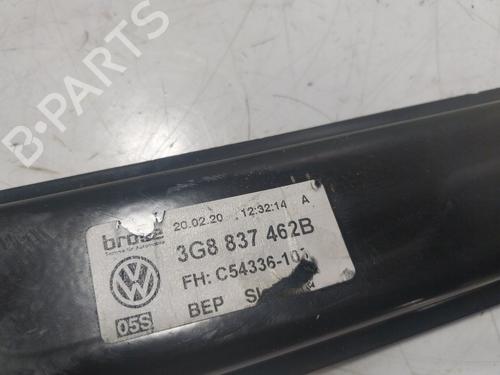 B-PARTS
brose
20.02.20 12:32:14 A
3G8 837 462B
FH: C54336-10
05S BEP